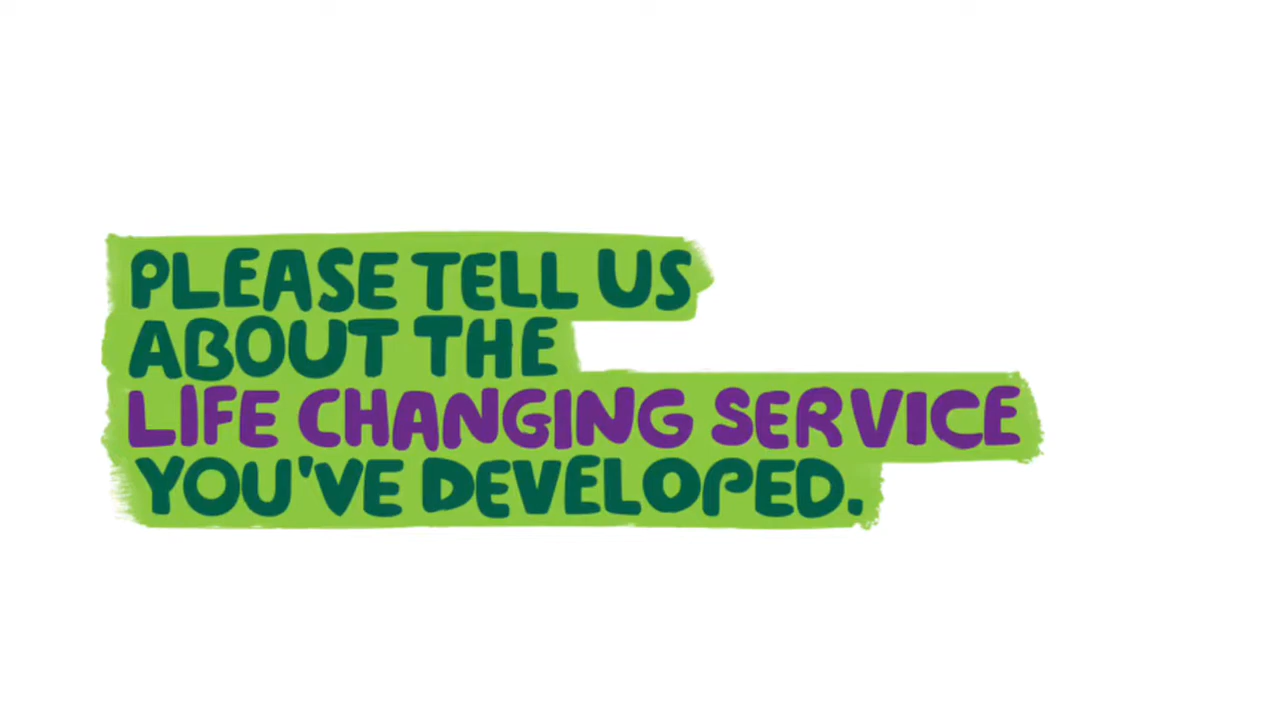 PLEASE TELL US
ABOUT THE
LIFE CHANGING SERVICE
YOU'VE DEVELOPED.